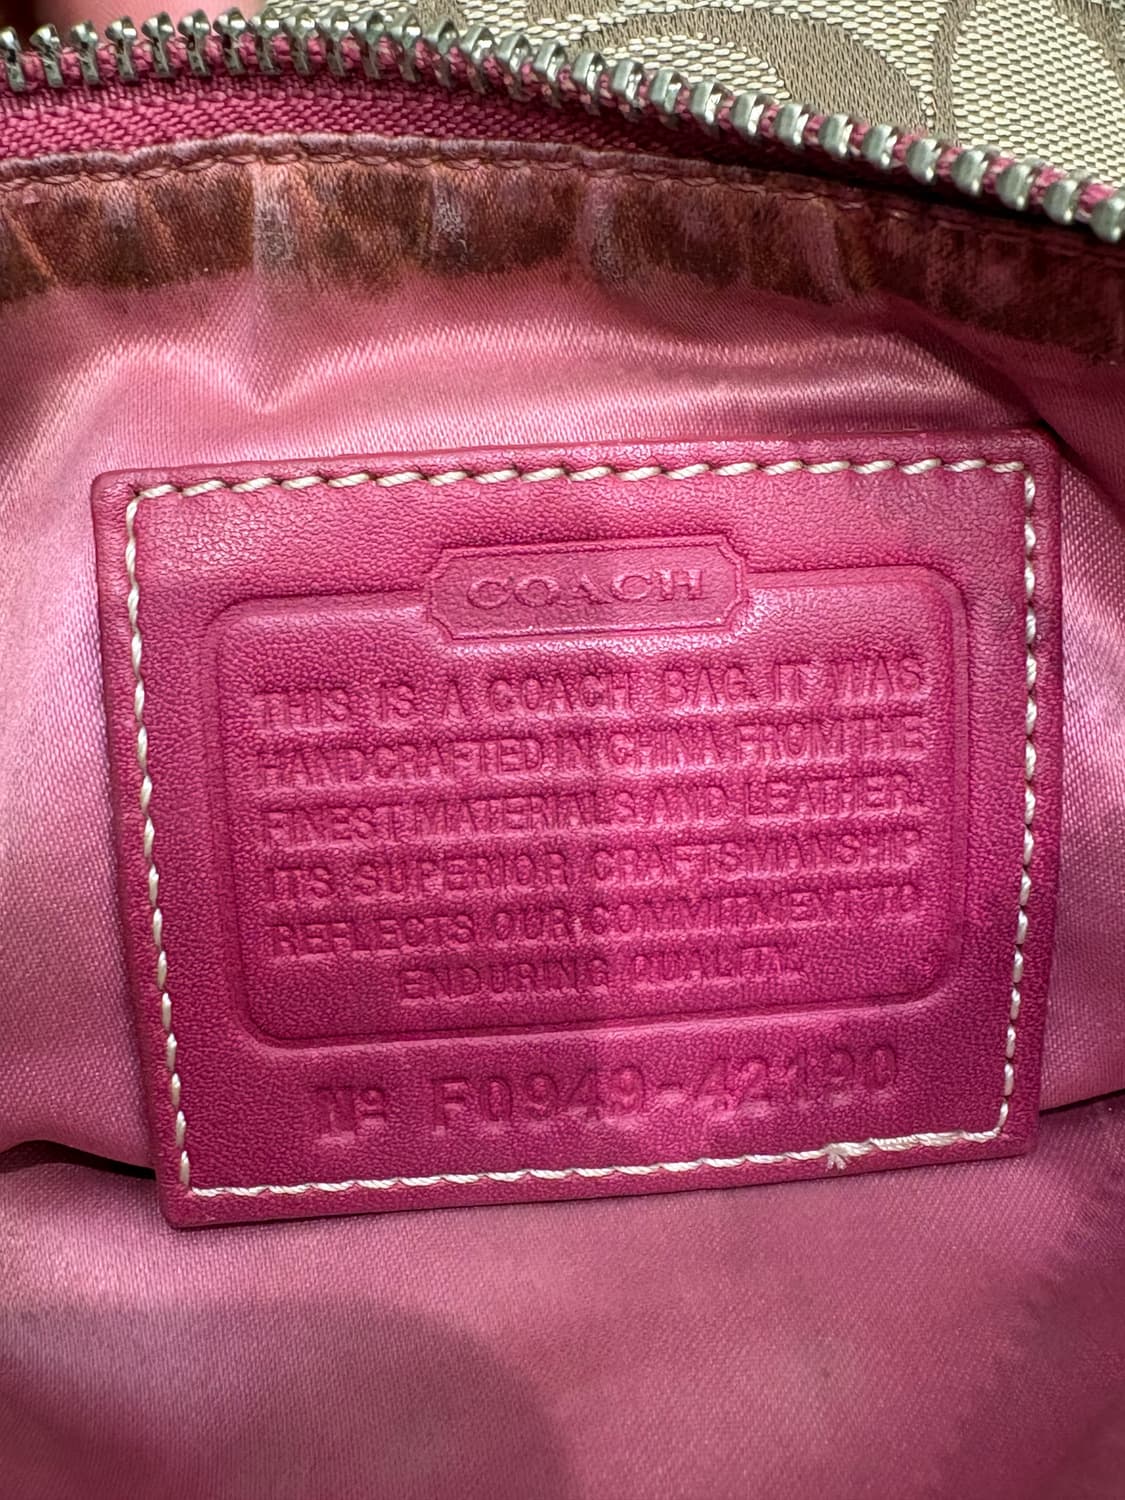 COACH
THIS IS A COACH BAG. IT WAS
HANDCRAFTED IN CHINA FROM THE
FINEST MATERIALS AND LEATHER.
ITS SUPERIOR CRAFTSMANSHIP
REFLECTS OUR COMMITMENT TO
ENDURING QUALITY.
Nº F0949-42190